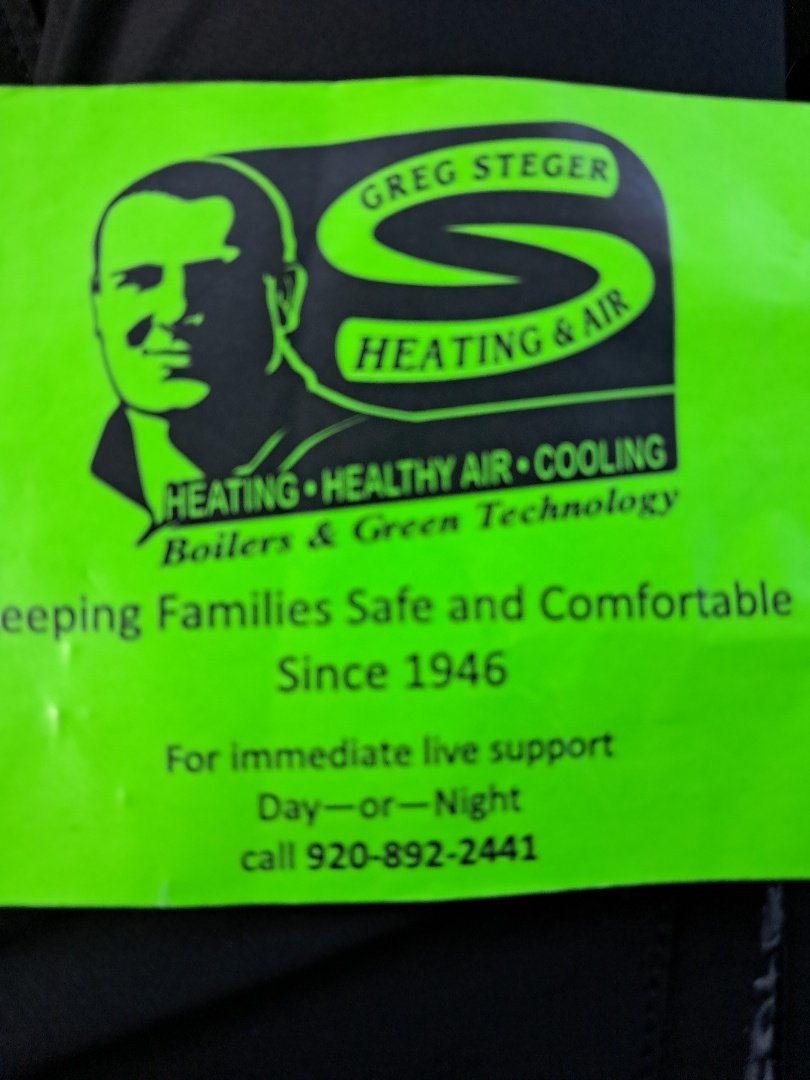 GREG STEGER
HEATING & AIR
HEATING • HEALTHY AIR • COOLING
Boilers & Green Technology
eeping Families Safe and Comfortable
Since 1946
For immediate live support
Day—or—Night
call 920-892-2441